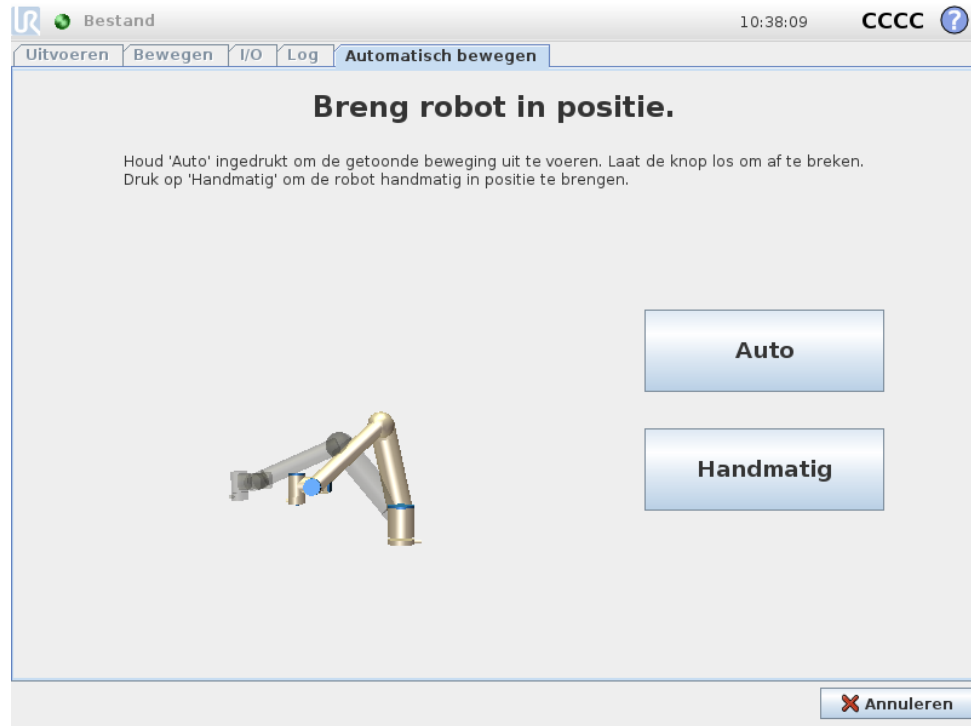 UR Bestand 10:38:09 CCCC ?
Uitvoeren Bewegen I/O Log Automatisch bewegen
Breng robot in positie.
Houd 'Auto' ingedrukt om de getoonde beweging uit te voeren. Laat de knop los om af te breken.
Druk op 'Handmatig' om de robot handmatig in positie te brengen.
Auto
Handmatig
Annuleren